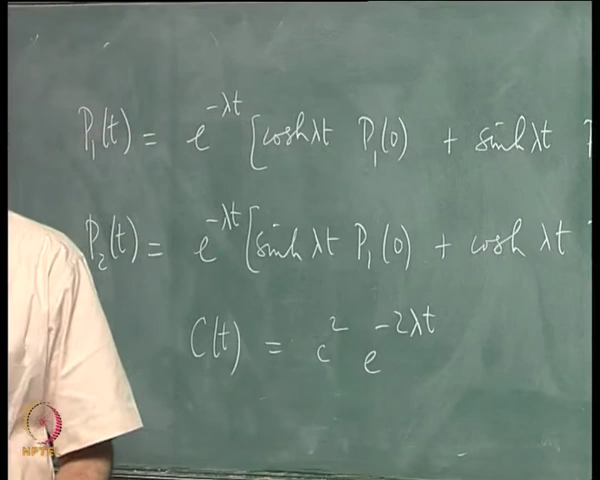 P₁(t) = e^{-λt} [cosh λt P₁(0) + sinh λt P
P₂(t) = e^{-λt} [sinh λt P₁(0) + cosh λt
C(t) = c² e^{-2λt}
NPTEL